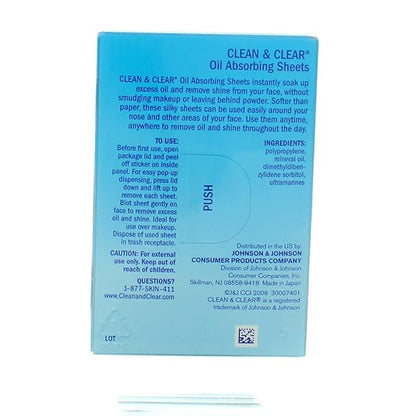 CLEAN & CLEAR®
Oil Absorbing Sheets
CLEAN & CLEAR® Oil Absorbing Sheets instantly soak up
excess oil and remove shine from your face, without
smudging makeup or leaving behind powder. Softer than
paper, these silky sheets can be used easily around your
nose and other areas of your face. Use them anytime,
anywhere to remove oil and shine throughout the day.
TO USE:
Before first use, open
package lid and peel
off sticker on inside
panel. For easy pop-up
dispensing, press lid
down and lift up to
remove each sheet.
Blot sheet gently on
face to remove excess
oil and shine. Ideal for
use over makeup.
Dispose of used sheet
in trash receptacle.
CAUTION: For external
use only. Keep out of
reach of children.
QUESTIONS?
1-877-SKIN-411
www.CleanandClear.com
LOT
PUSH
INGREDIENTS:
polypropylene,
mineral oil,
dimethyldiben-
zylidene sorbitol,
ultramarines
Distributed in the US by:
JOHNSON & JOHNSON
CONSUMER PRODUCTS COMPANY
Division of Johnson & Johnson
Consumer Companies, Inc.
Skillman, NJ 08558-9418 Made in Japan
©J&J CCI 2009 30007401
CLEAN & CLEAR® is a registered
trademark of Johnson & Johnson